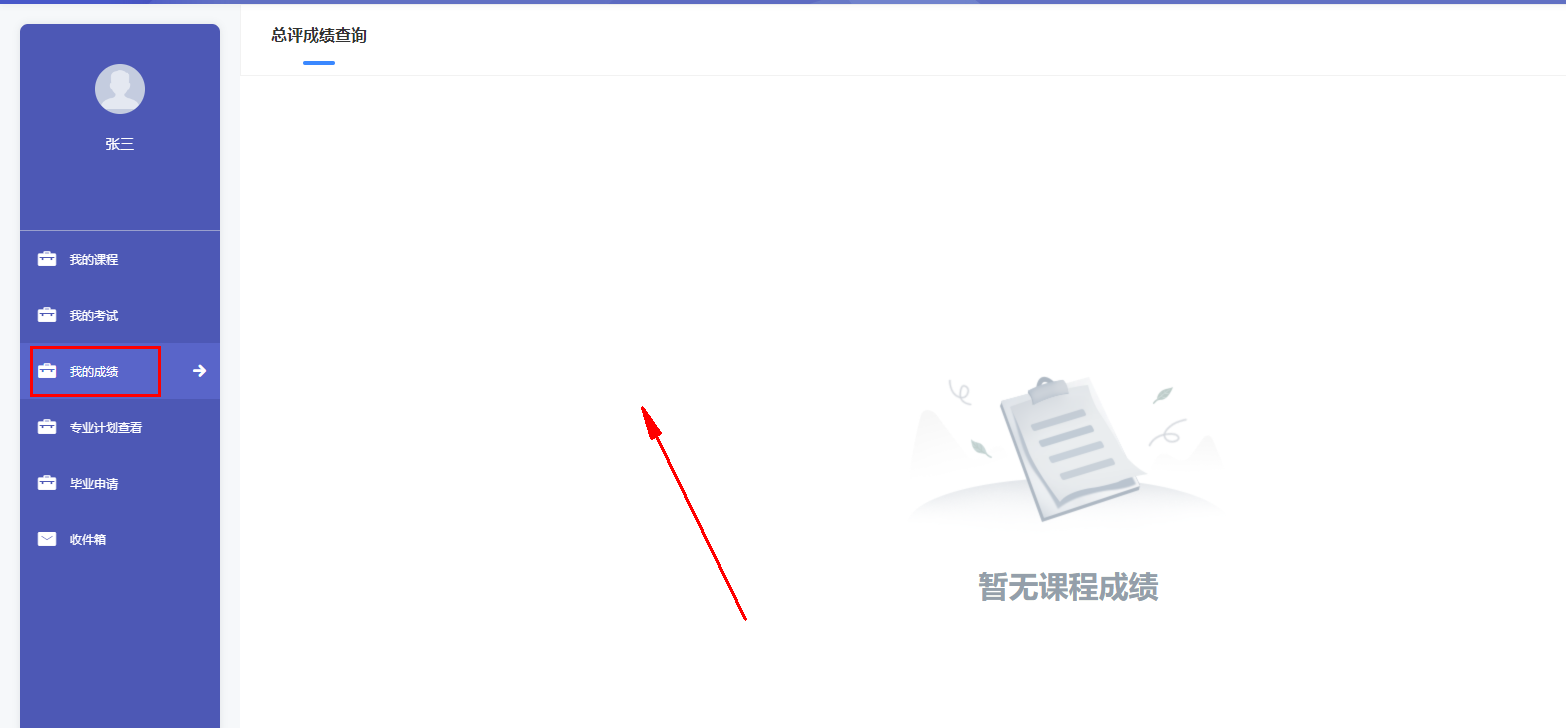 总评成绩查询
张三
我的课程
我的考试
我的成绩
专业计划查看
毕业申请
收件箱
暂无课程成绩